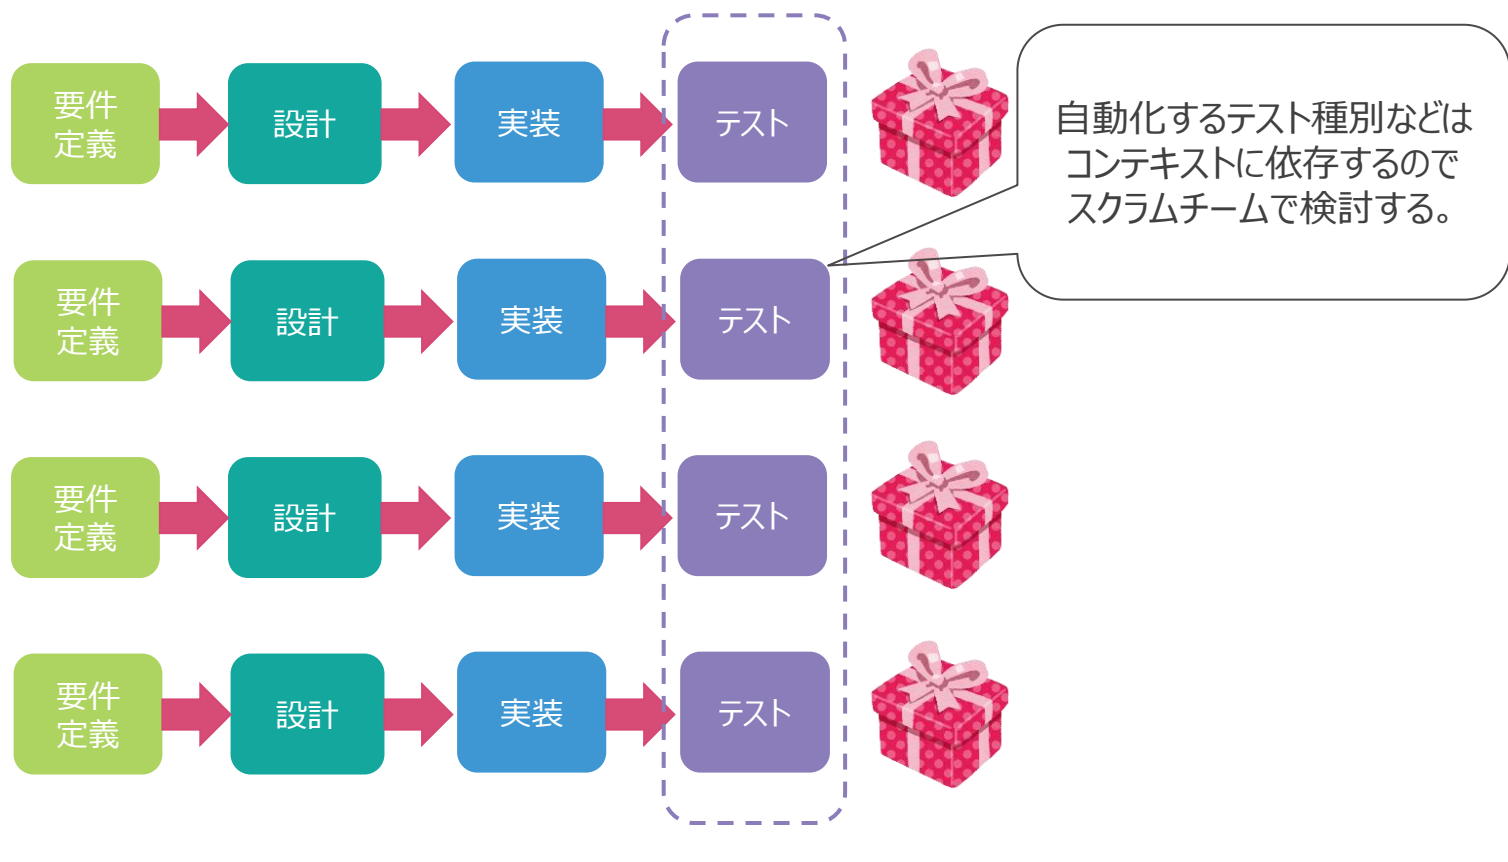 要件
定義
設計
実装
テスト
自動化するテスト種別などは
コンテキストに依存するので
スクラムチームで検討する。
要件
定義
設計
実装
テスト
要件
定義
設計
実装
テスト
要件
定義
設計
実装
テスト